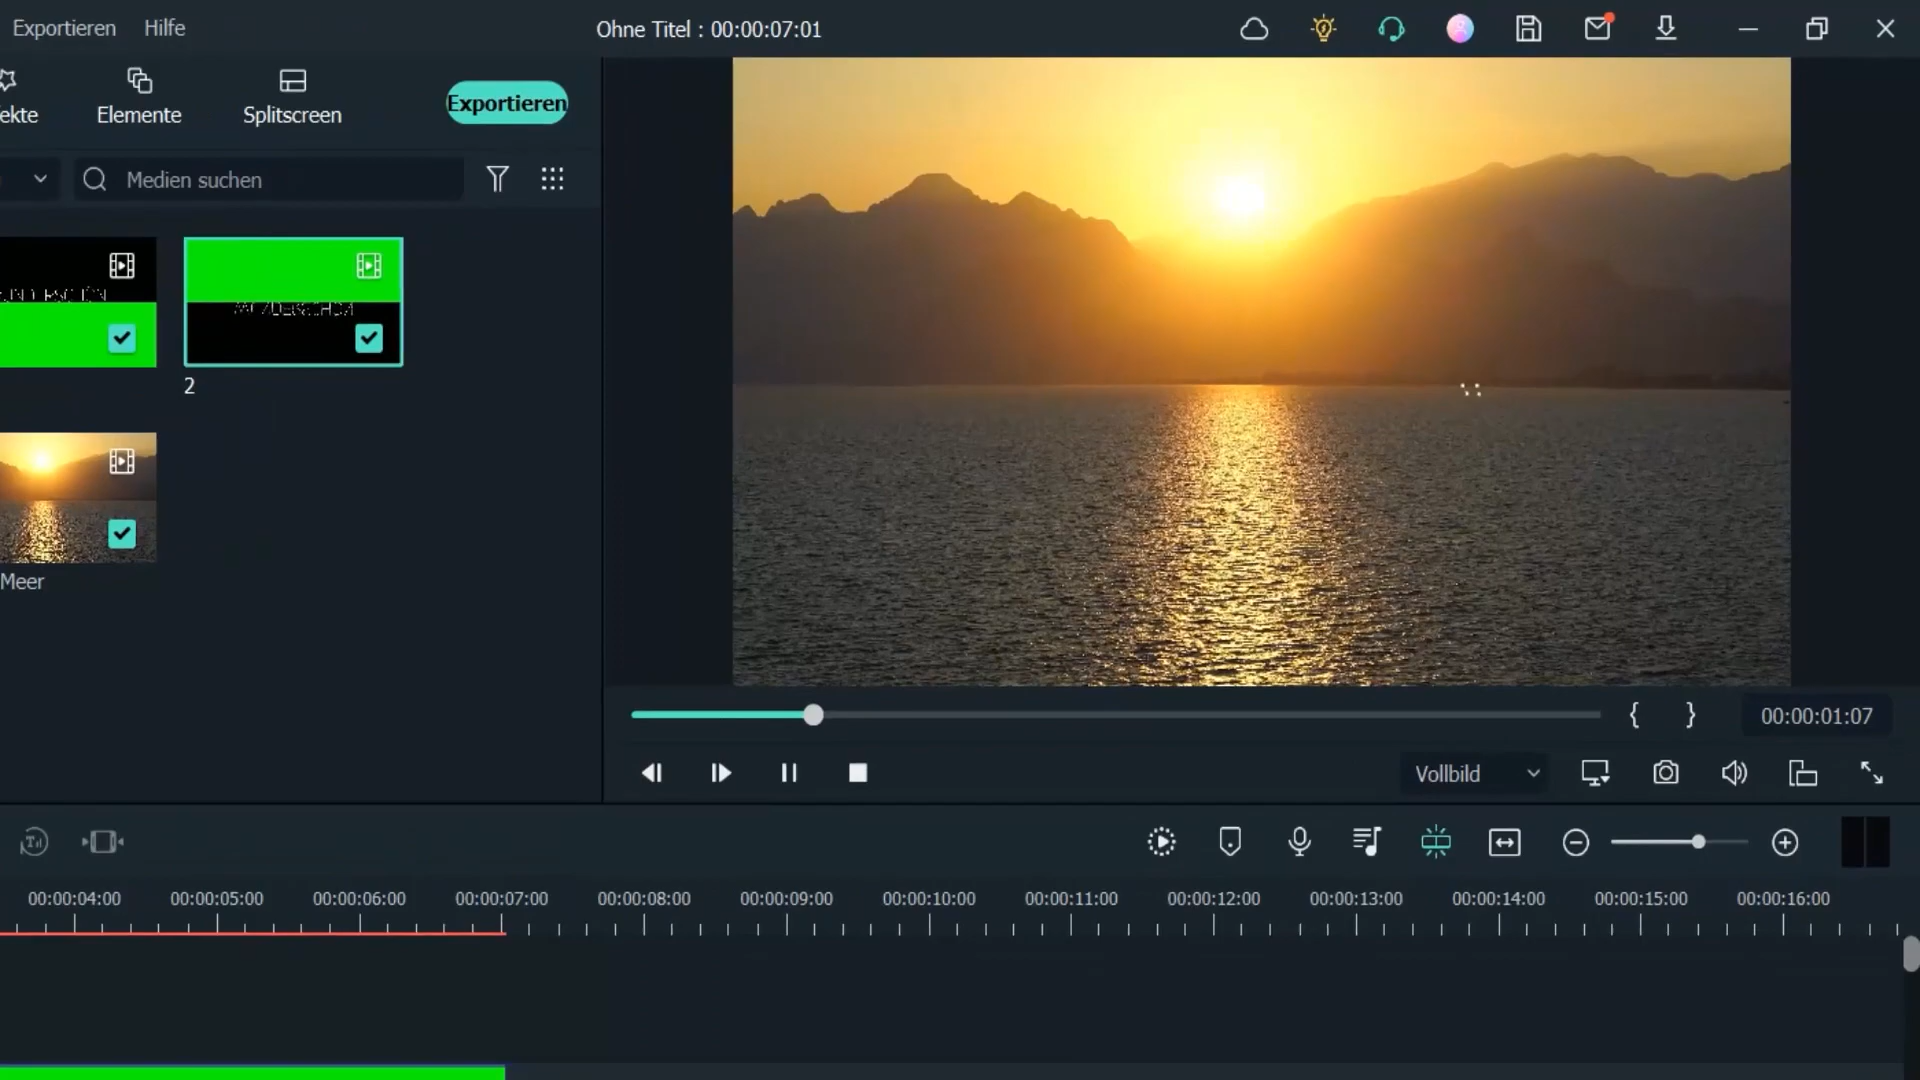 Exportieren Hilfe
Ohne Titel : 00:00:07:01
ekte
Elemente
Splitscreen
Exportieren
Medien suchen
2
Meer
00:00:01:07
Vollbild
00:00:04:00 00:00:05:00 00:00:06:00 00:00:07:00 00:00:08:00 00:00:09:00 00:00:10:00 00:00:11:00 00:00:12:00 00:00:13:00 00:00:14:00 00:00:15:00 00:00:16:00